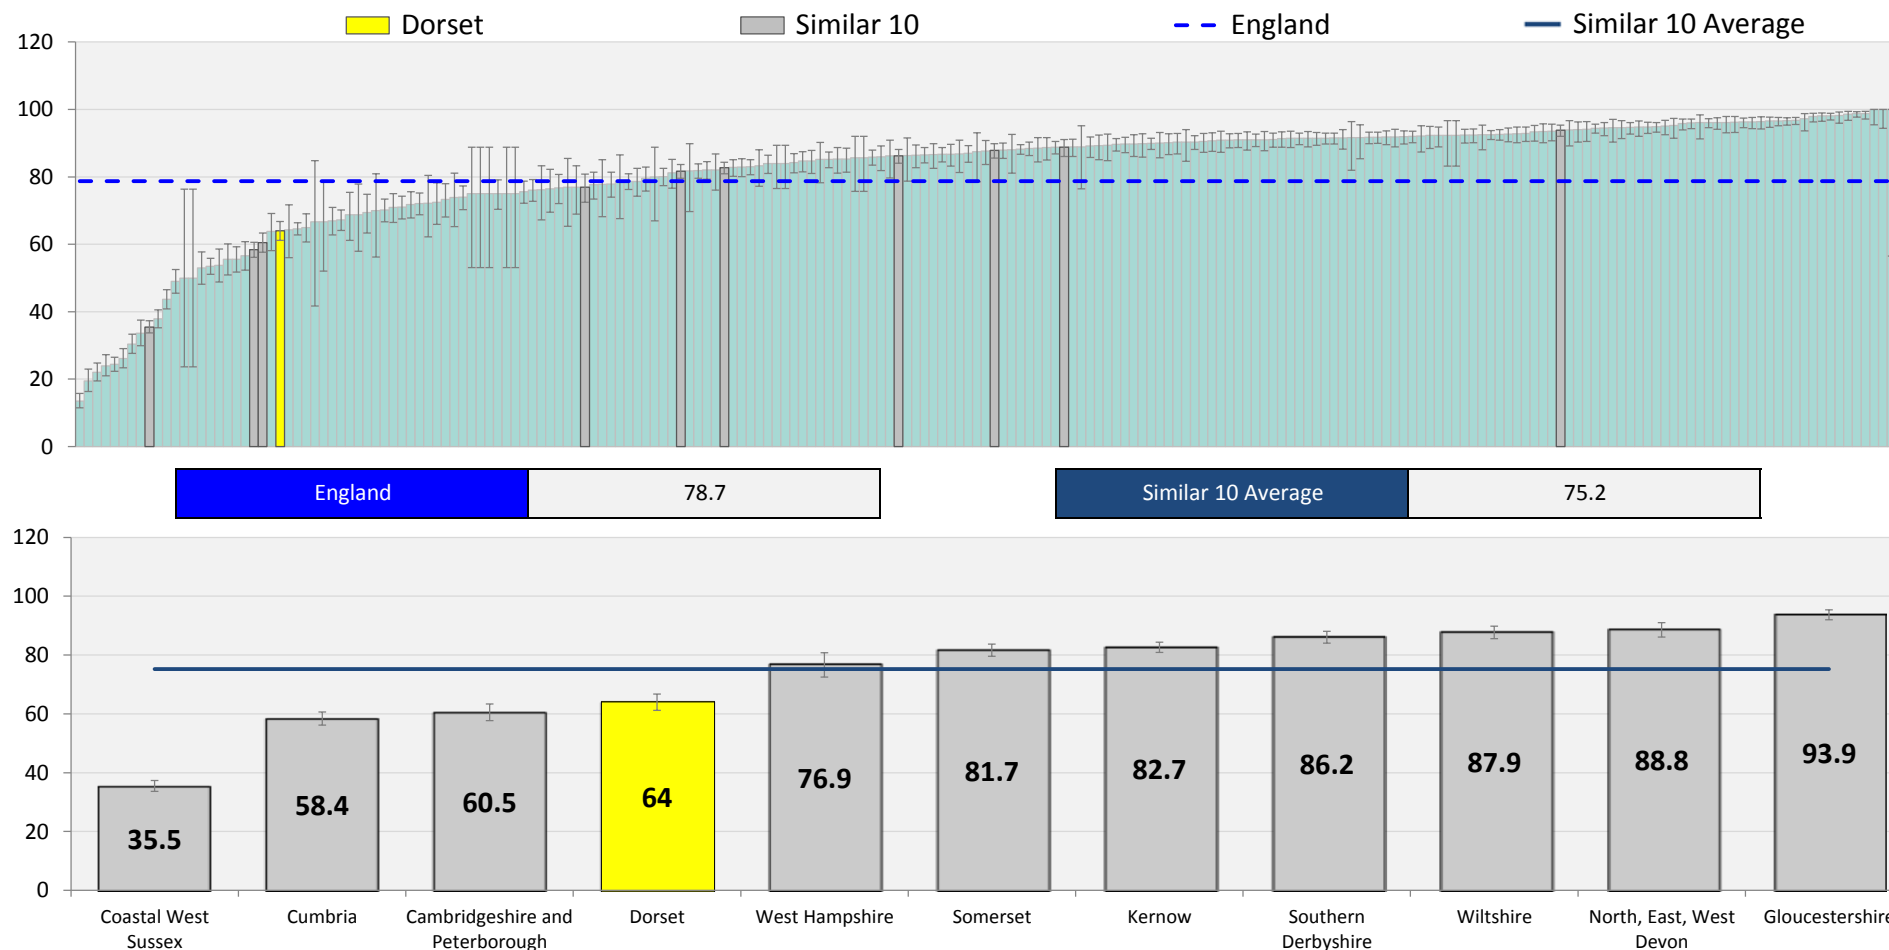 Dorset
Similar 10
England
Similar 10 Average
120
100
80
60
40
20
0
England
78.7
Similar 10 Average
75.2
120
100
80
60
40
20
0
35.5
58.4
60.5
64
76.9
81.7
82.7
86.2
87.9
88.8
93.9
Coastal West
Sussex
Cumbria
Cambridgeshire and
Peterborough
Dorset
West Hampshire
Somerset
Kernow
Southern
Derbyshire
Wiltshire
North, East, West
Devon
Gloucestershire